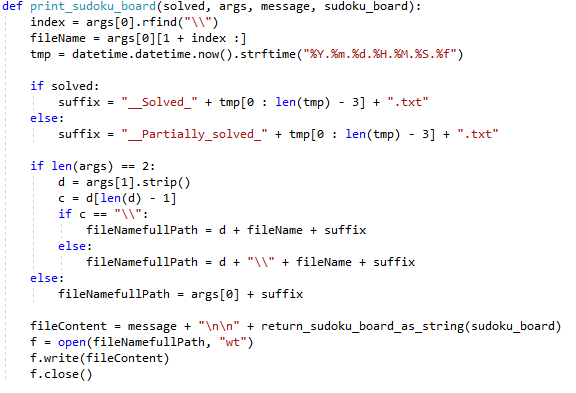 def print_sudoku_board(solved, args, message, sudoku_board):
    index = args[0].rfind("\\")
    fileName = args[0][1 + index :]
    tmp = datetime.datetime.now().strftime("%Y.%m.%d.%H.%M.%S.%f")

    if solved:
        suffix = "__Solved_" + tmp[0 : len(tmp) - 3] + ".txt"
    else:
        suffix = "__Partially_solved_" + tmp[0 : len(tmp) - 3] + ".txt"

    if len(args) == 2:
        d = args[1].strip()
        c = d[len(d) - 1]
        if c == "\\":
            fileNamefullPath = d + fileName + suffix
        else:
            fileNamefullPath = d + "\\" + fileName + suffix
    else:
        fileNamefullPath = args[0] + suffix

    fileContent = message + "\n\n" + return_sudoku_board_as_string(sudoku_board)
    f = open(fileNamefullPath, "wt")
    f.write(fileContent)
    f.close()